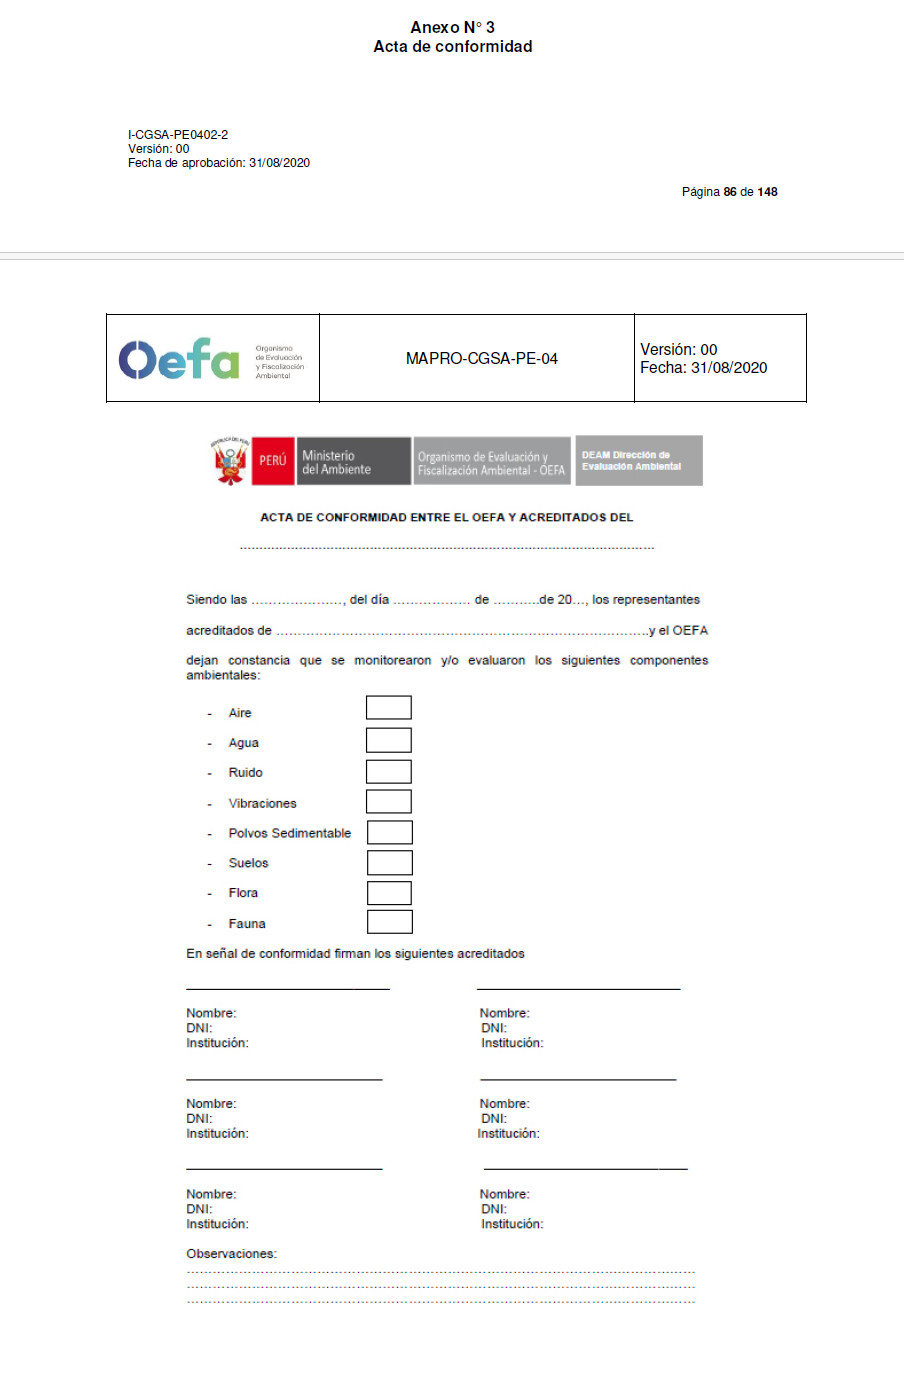 Anexo N° 3
Acta de conformidad
I-CGSA-PE0402-2
Versión: 00
Fecha de aprobación: 31/08/2020
Página 86 de 148
Oefa
Organismo
de Evaluación
y Fiscalización
Ambiental
MAPRO-CGSA-PE-04
Versión: 00
Fecha: 31/08/2020
REPÚBLICA DEL PERÚ
PERÚ
Ministerio
del Ambiente
Organismo de Evaluación y
Fiscalización Ambiental - OEFA
DEAM Dirección de
Evaluación Ambiental
ACTA DE CONFORMIDAD ENTRE EL OEFA Y ACREDITADOS DEL
................................................................................................
Siendo las …………………, del día ……………… de ………..de 20…, los representantes
acreditados de …………………………………………………………………………..y el OEFA
dejan constancia que se monitorearon y/o evaluaron los siguientes componentes
ambientales:
- Aire
- Agua
- Ruido
- Vibraciones
- Polvos Sedimentable
- Suelos
- Flora
- Fauna
En señal de conformidad firman los siguientes acreditados
Nombre: Nombre:
DNI: DNI:
Institución: Institución:
Nombre: Nombre:
DNI: DNI:
Institución: Institución:
Nombre: Nombre:
DNI: DNI:
Institución: Institución:
Observaciones:
………………………………………………………………………………………………………
………………………………………………………………………………………………………
………………………………………………………………………………………………………